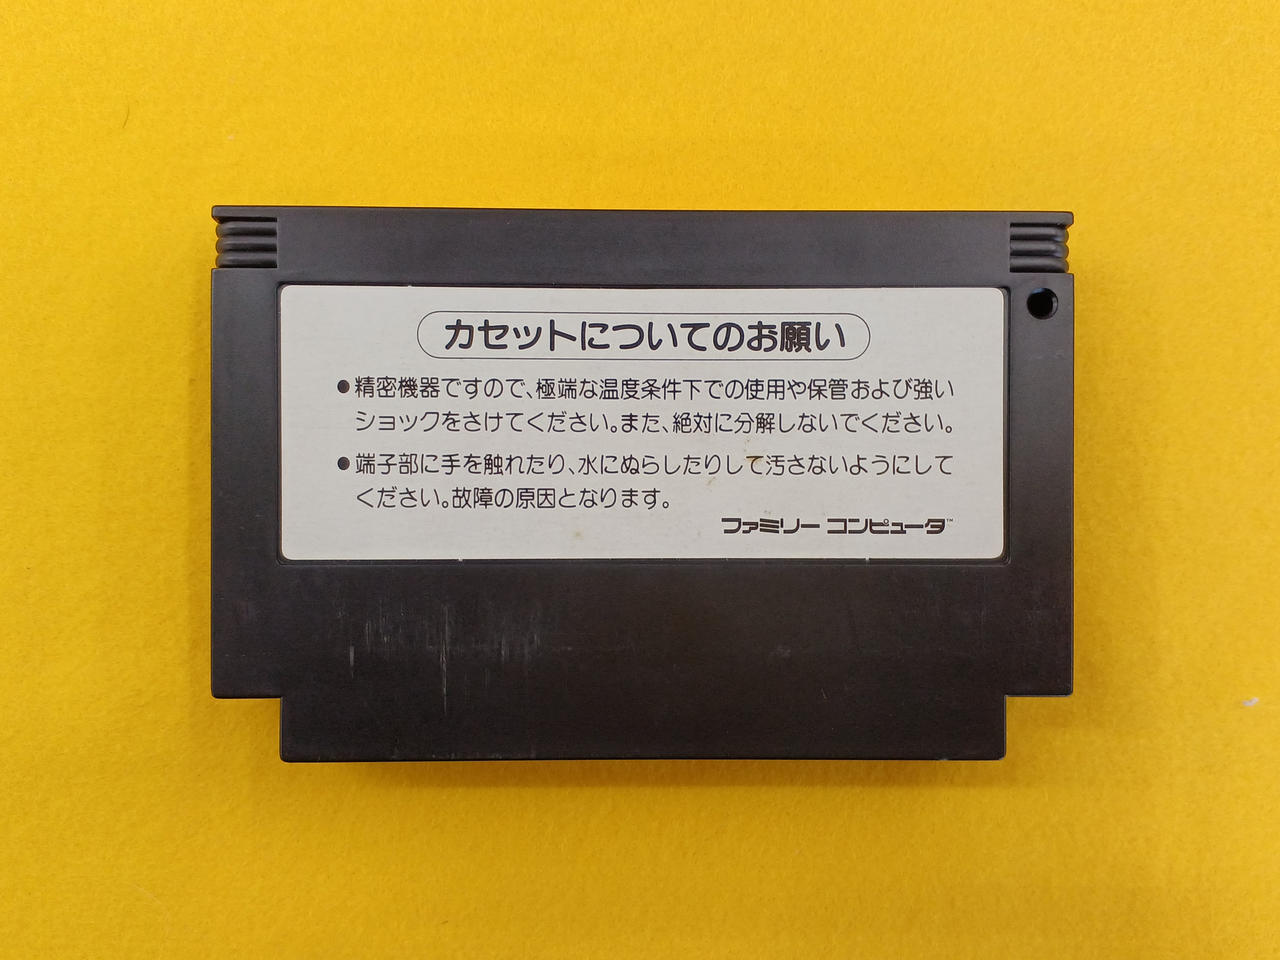 カセットについてのお願い
●精密機器ですので、極端な温度条件下での使用や保管および強い
ショックをさけてください。また、絶対に分解しないでください。
●端子部に手を触れたり、水にぬらしたりして汚さないようにして
ください。故障の原因となります。
ファミリー コンピュータ™